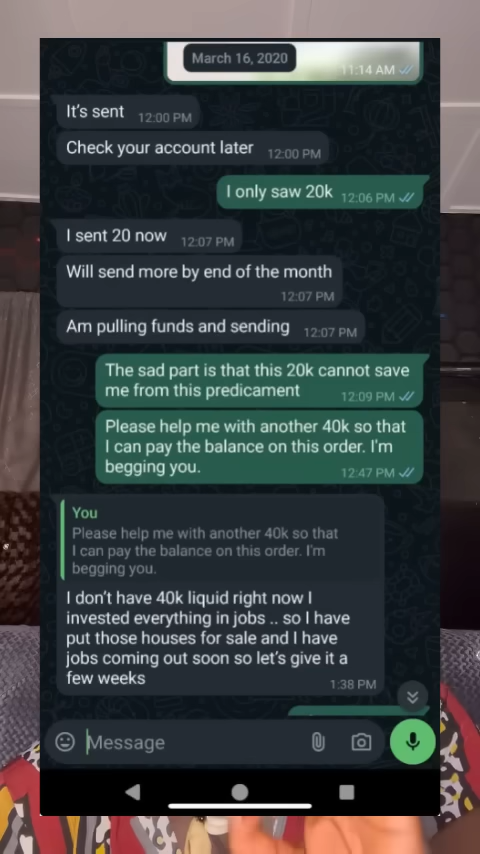 March 16, 2020
11:14 AM
It's sent 12:00 PM
Check your account later 12:00 PM
I only saw 20k 12:06 PM
I sent 20 now 12:07 PM
Will send more by end of the month
12:07 PM
Am pulling funds and sending 12:07 PM
The sad part is that this 20k cannot save
me from this predicament 12:09 PM
Please help me with another 40k so that
I can pay the balance on this order. I'm
begging you. 12:47 PM
You
Please help me with another 40k so that
I can pay the balance on this order. I'm
begging you.
I don't have 40k liquid right now I
invested everything in jobs .. so I have
put those houses for sale and I have
jobs coming out soon so let's give it a
few weeks 1:38 PM
Message